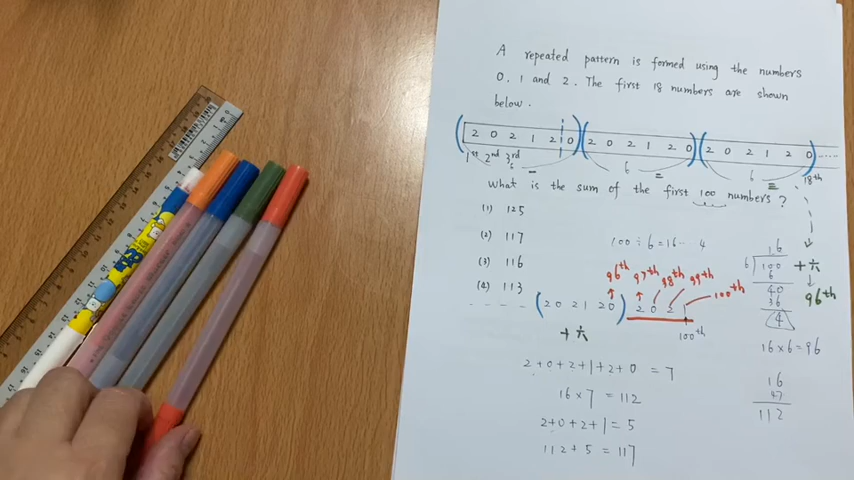 A repeated pattern is formed using the numbers
0, 1 and 2. The first 18 numbers are shown
below.
(2 0 2 1 2 0)(2 0 2 1 2 0)(2 0 2 1 2 0).....
1st 2nd 3rd 6 6 18th
What is the sum of the first 100 numbers?
(1) 125
(2) 117
(3) 116
(4) 113
100 ÷ 6 = 16 ... 4
16
6 100 +六
6
40 96th
36
4
96th 97th 98th 99th 100th
- - - - (20 21 20) 2 0 2 1
+六 100th
16 × 6 = 96
2+0+2+1+2+0 = 7
16 × 7 = 112
2+0+2+1 = 5
112 + 5 = 117
16
×7
112